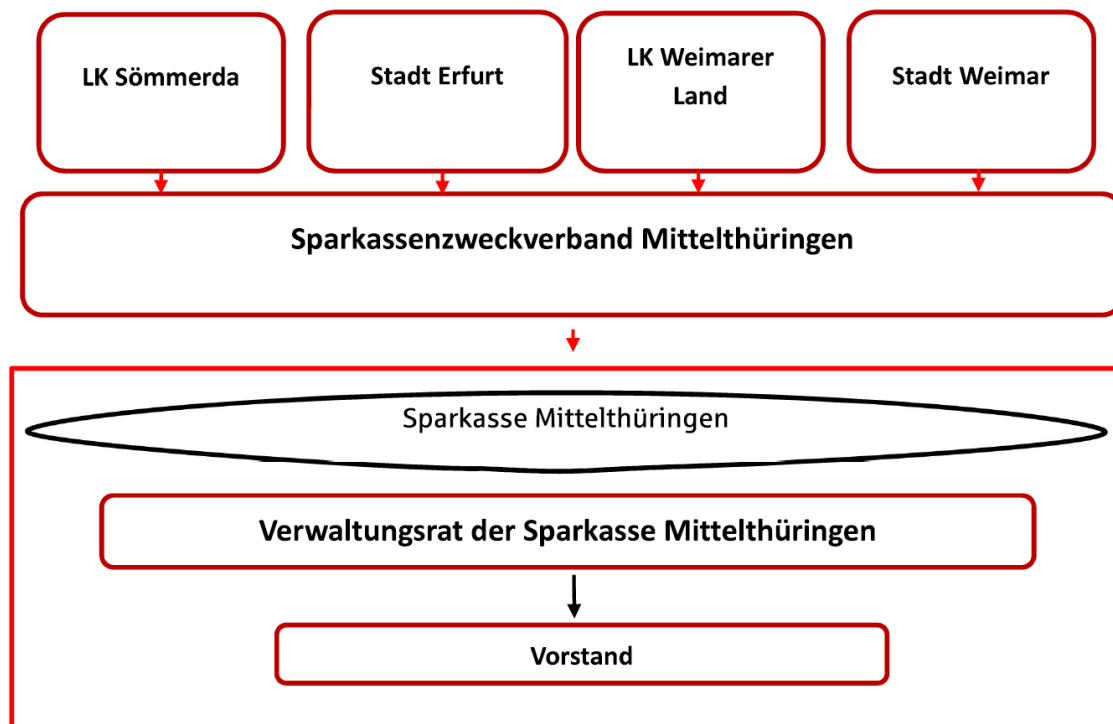 LK Sömmerda
Stadt Erfurt
LK Weimarer
Land
Stadt Weimar
Sparkassenzweckverband Mittelthüringen
Sparkasse Mittelthüringen
Verwaltungsrat der Sparkasse Mittelthüringen
Vorstand